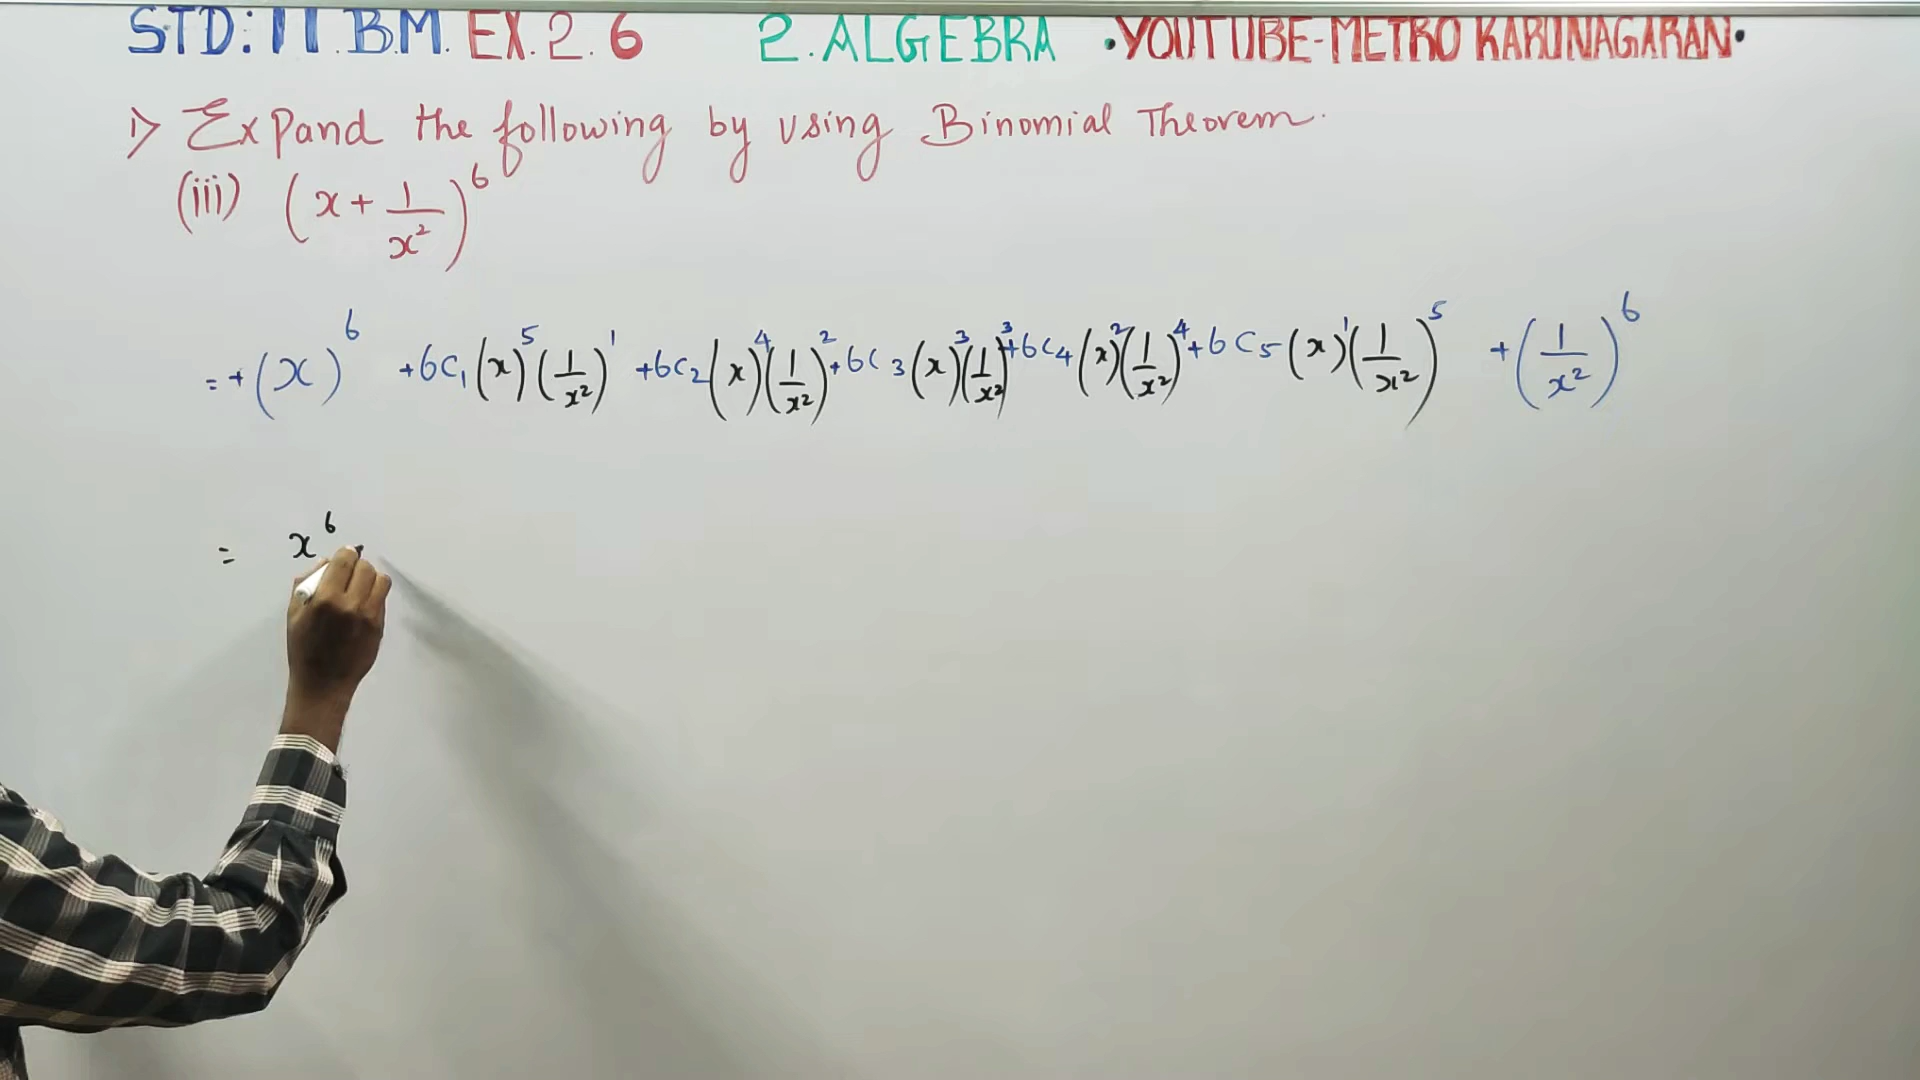 STD: 11.B.M. EX.2.6 2.ALGEBRA •YOUTUBE-METRO KARUNAGARAN•
1) Expand the following by using Binomial Theorem.
(iii) (x + 1/x²)⁶
= +(x)⁶ +6C₁(x)⁵(1/x²)¹ +6C₂(x)⁴(1/x²)² +6C₃(x)³(1/x²)³ +6C₄(x)²(1/x²)⁴ +6C₅(x)¹(1/x²)⁵ +(1/x²)⁶
= x⁶